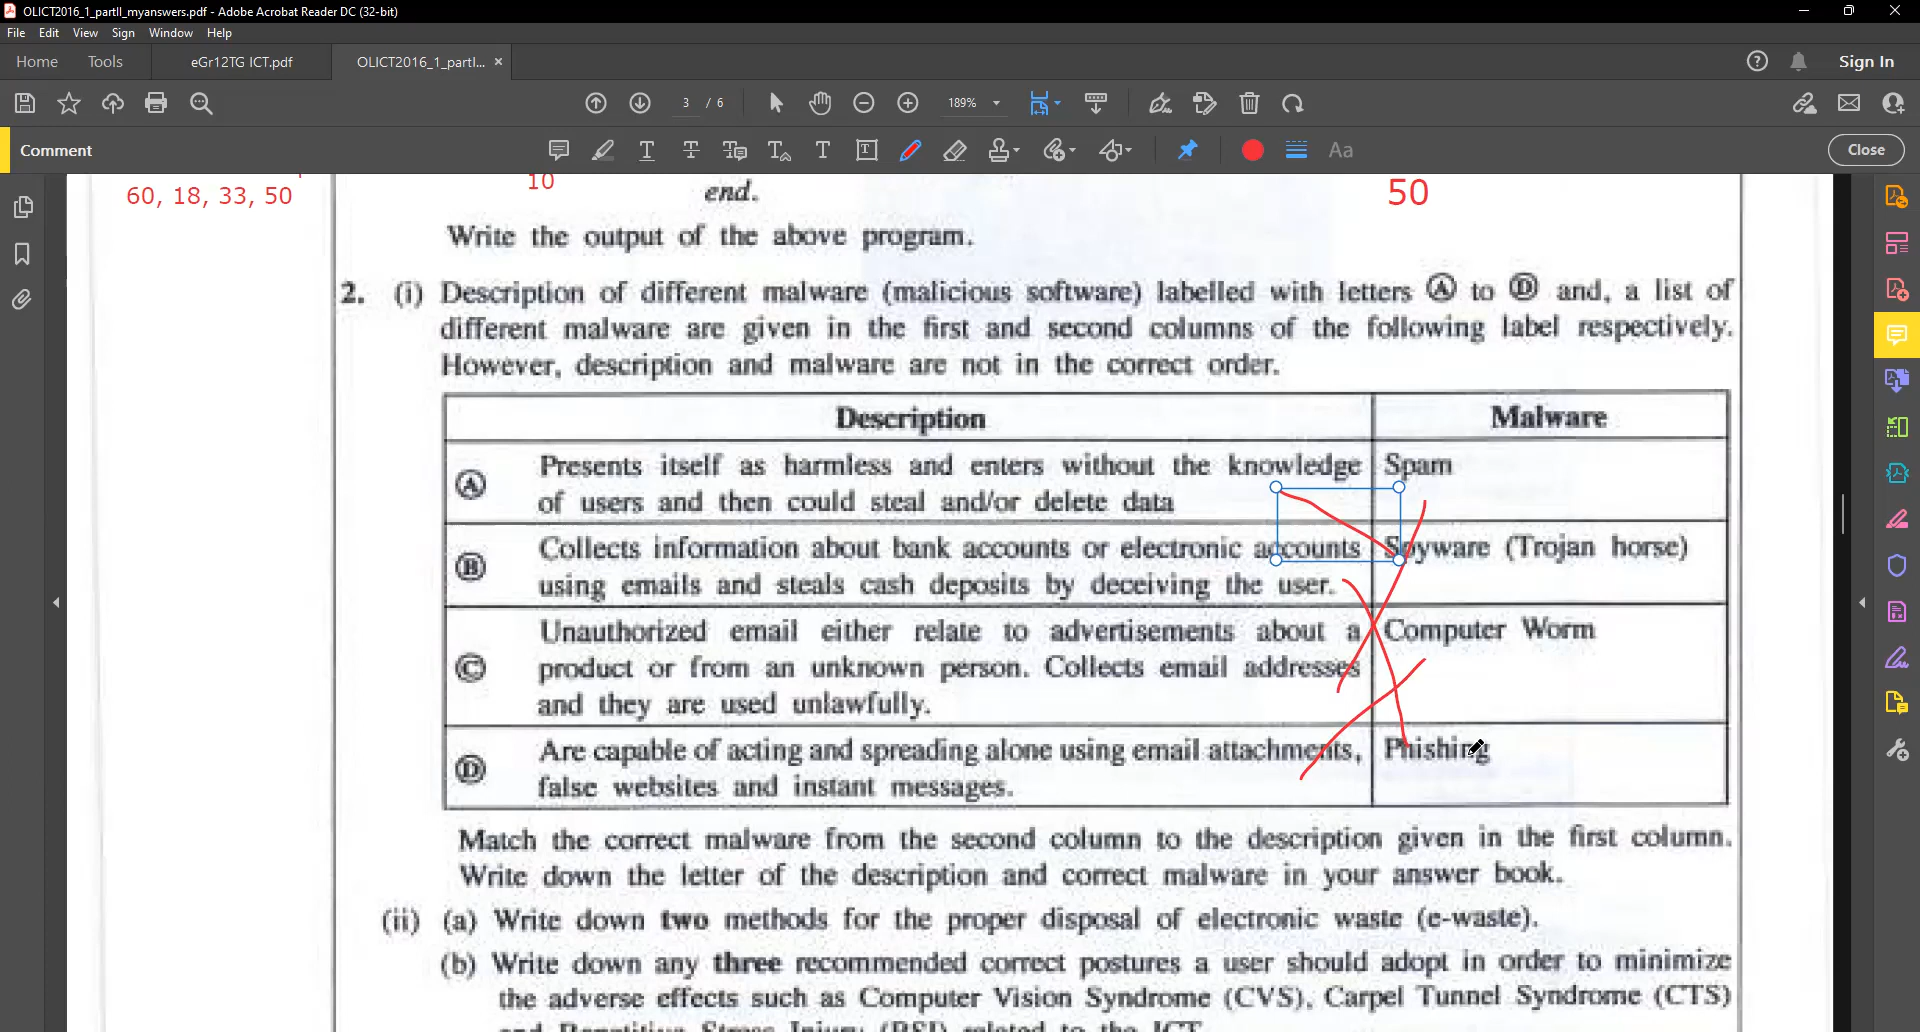 OLICT2016_1_partII_myanswers.pdf - Adobe Acrobat Reader DC (32-bit)
File Edit View Sign Window Help
Home Tools eGr12TG ICT.pdf OLICT2016_1_partI... × Sign In
3 / 6 189%
Comment Aa Close
60, 18, 33, 50 10 end. 50
Write the output of the above program.
2. (i) Description of different malware (malicious software) labelled with letters Ⓐ to Ⓓ and, a list of
different malware are given in the first and second columns of the following label respectively.
However, description and malware are not in the correct order.
Description Malware
Ⓐ Presents itself as harmless and enters without the knowledge Spam
of users and then could steal and/or delete data
Ⓑ Collects information about bank accounts or electronic accounts Spyware (Trojan horse)
using emails and steals cash deposits by deceiving the user.
Ⓒ Unauthorized email either relate to advertisements about a Computer Worm
product or from an unknown person. Collects email addresses
and they are used unlawfully.
Ⓓ Are capable of acting and spreading alone using email attachments, Phishing
false websites and instant messages.
Match the correct malware from the second column to the description given in the first column.
Write down the letter of the description and correct malware in your answer book.
(ii) (a) Write down two methods for the proper disposal of electronic waste (e-waste).
(b) Write down any three recommended correct postures a user should adopt in order to minimize
the adverse effects such as Computer Vision Syndrome (CVS), Carpel Tunnel Syndrome (CTS)
and Repetitive Stress Injury (RSI) related to the ICT